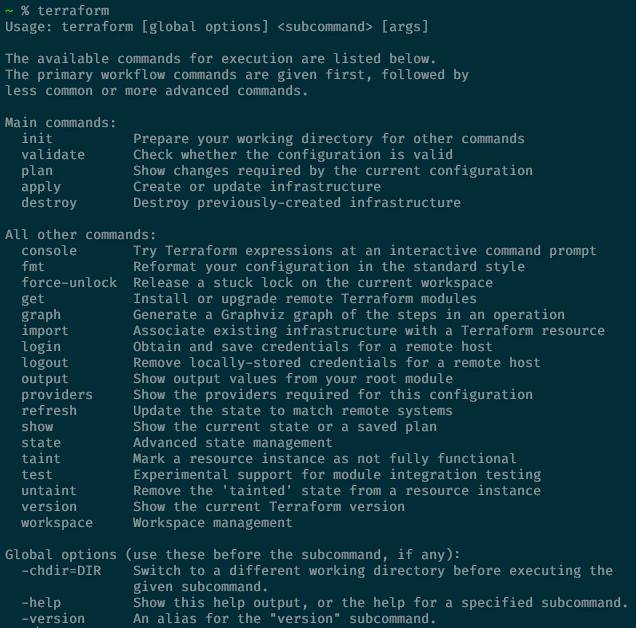 ~ % terraform
Usage: terraform [global options] <subcommand> [args]

The available commands for execution are listed below.
The primary workflow commands are given first, followed by
less common or more advanced commands.

Main commands:
  init          Prepare your working directory for other commands
  validate      Check whether the configuration is valid
  plan          Show changes required by the current configuration
  apply         Create or update infrastructure
  destroy       Destroy previously-created infrastructure

All other commands:
  console       Try Terraform expressions at an interactive command prompt
  fmt           Reformat your configuration in the standard style
  force-unlock  Release a stuck lock on the current workspace
  get           Install or upgrade remote Terraform modules
  graph         Generate a Graphviz graph of the steps in an operation
  import        Associate existing infrastructure with a Terraform resource
  login         Obtain and save credentials for a remote host
  logout        Remove locally-stored credentials for a remote host
  output        Show output values from your root module
  providers     Show the providers required for this configuration
  refresh       Update the state to match remote systems
  show          Show the current state or a saved plan
  state         Advanced state management
  taint         Mark a resource instance as not fully functional
  test          Experimental support for module integration testing
  untaint       Remove the 'tainted' state from a resource instance
  version       Show the current Terraform version
  workspace     Workspace management

Global options (use these before the subcommand, if any):
  -chdir=DIR    Switch to a different working directory before executing the
                given subcommand.
  -help         Show this help output, or the help for a specified subcommand.
  -version      An alias for the "version" subcommand.